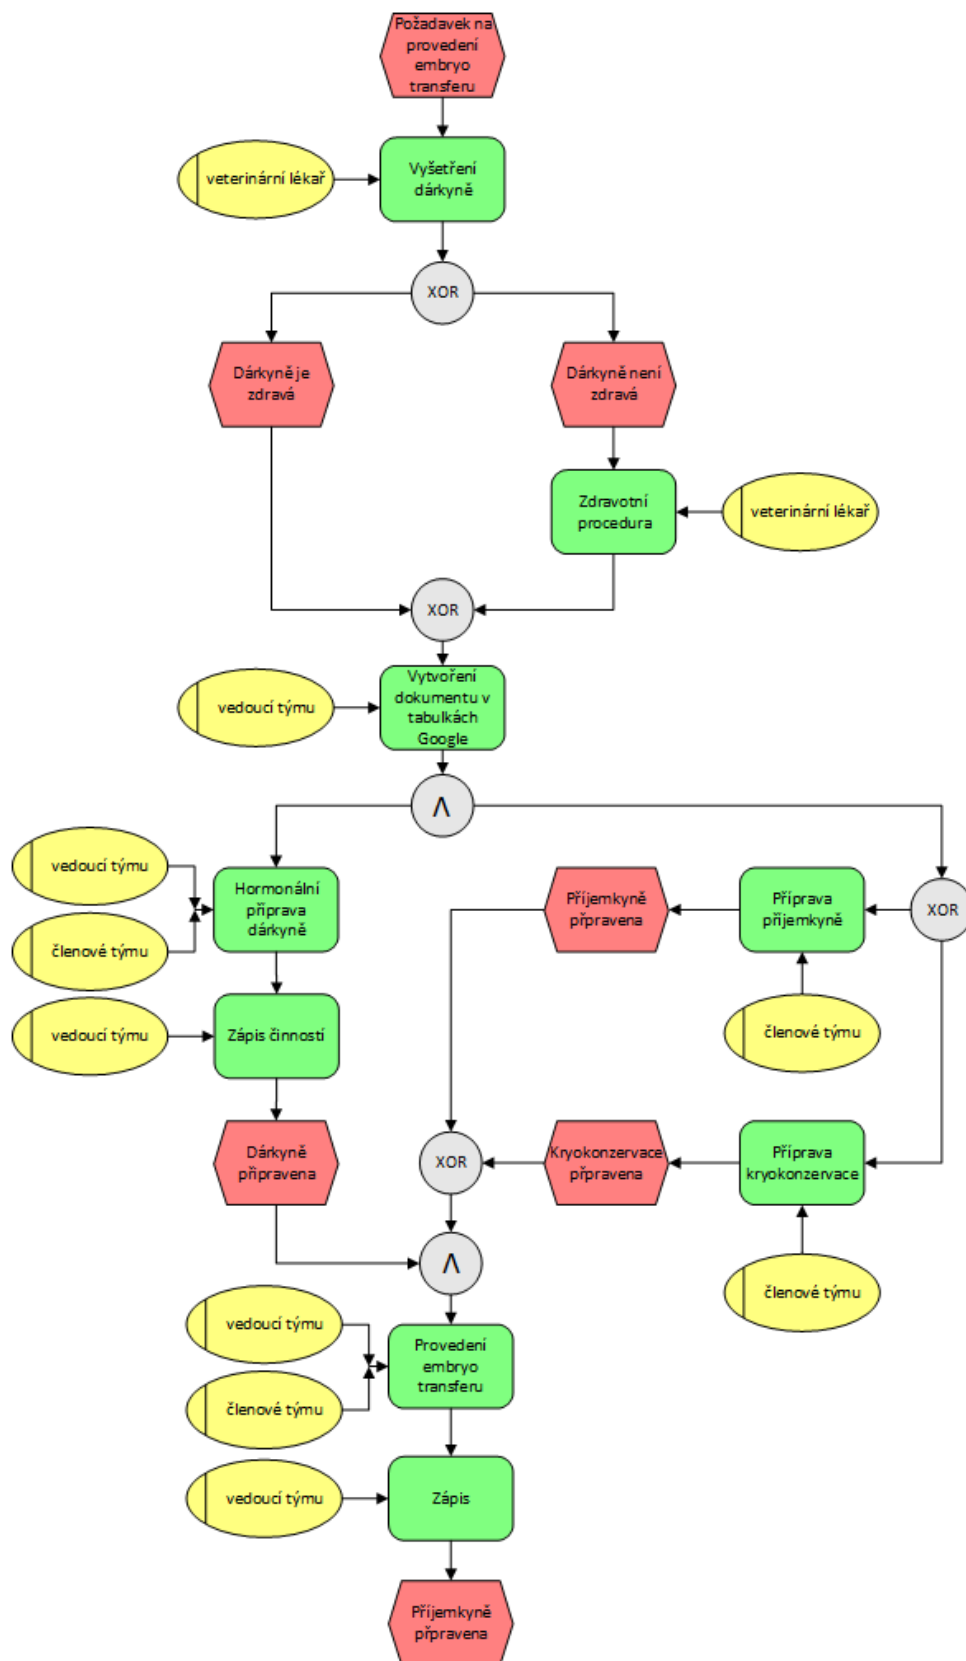 Požadavek na
provedení
embryo
transferu
veterinární lékař
Vyšetření
dárkyně
XOR
Dárkyně je
zdravá
Dárkyně není
zdravá
Zdravotní
procedura
veterinární lékař
XOR
vedoucí týmu
Vytvoření
dokumentu v
tabulkách
Google
Λ
vedoucí týmu
členové týmu
Hormonální
příprava
dárkyně
Příjemkyně
přpravena
Příprava
příjemkyně
XOR
členové týmu
vedoucí týmu
Zápis činností
Dárkyně
připravena
XOR
Kryokonzervace
přpravena
Příprava
kryokonzervace
členové týmu
Λ
vedoucí týmu
členové týmu
Provedení
embryo
transferu
vedoucí týmu
Zápis
Příjemkyně
přpravena